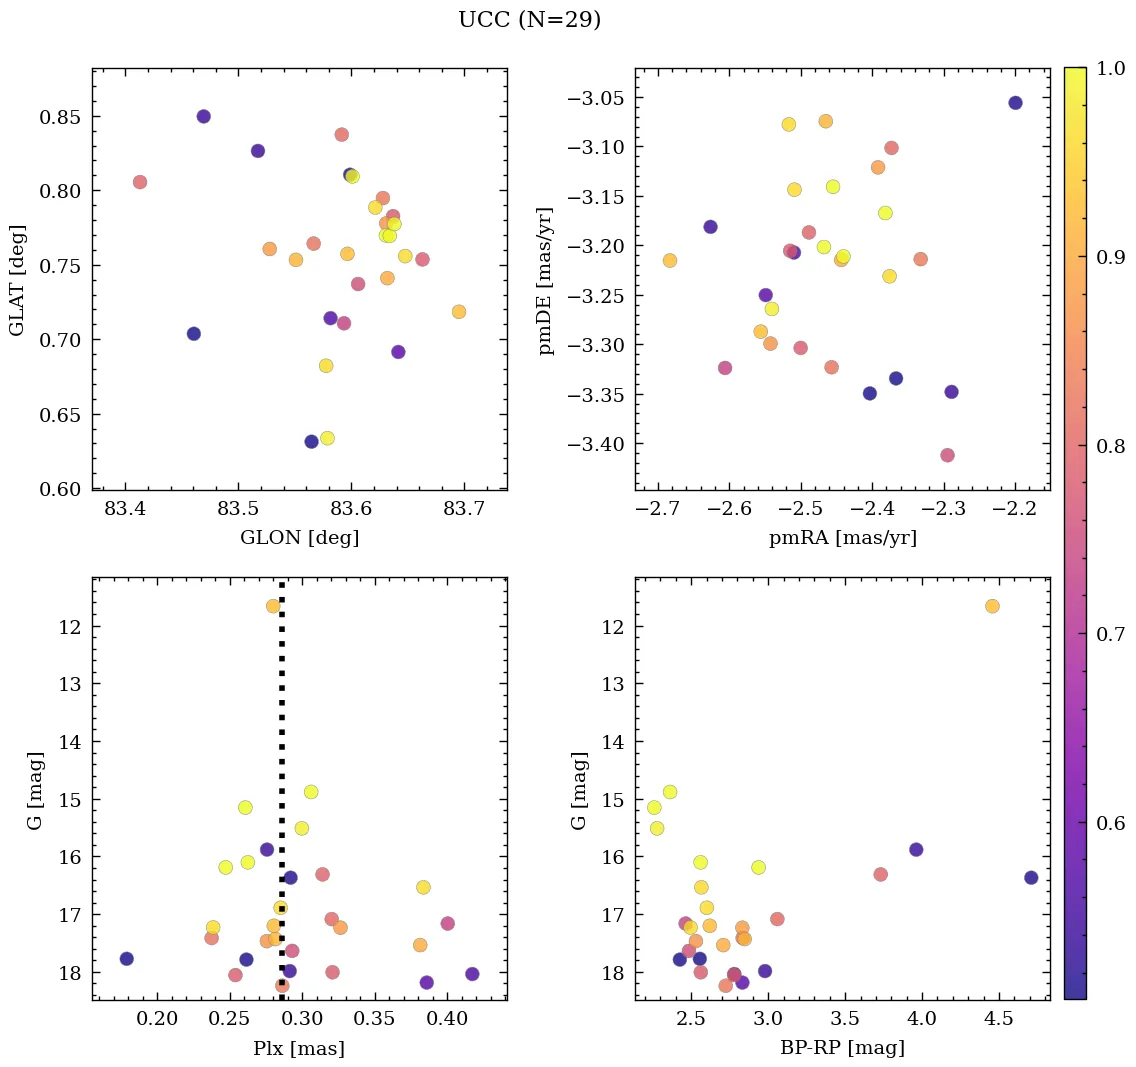 UCC (N=29)
0.85
0.80
0.75
0.70
0.65
0.60
GLAT [deg]
83.4 83.5 83.6 83.7
GLON [deg]
−3.05
−3.10
−3.15
−3.20
−3.25
−3.30
−3.35
−3.40
pmDE [mas/yr]
−2.7 −2.6 −2.5 −2.4 −2.3 −2.2
pmRA [mas/yr]
12
13
14
15
16
17
18
G [mag]
0.20 0.25 0.30 0.35 0.40
Plx [mas]
12
13
14
15
16
17
18
G [mag]
2.5 3.0 3.5 4.0 4.5
BP-RP [mag]
1.0
0.9
0.8
0.7
0.6